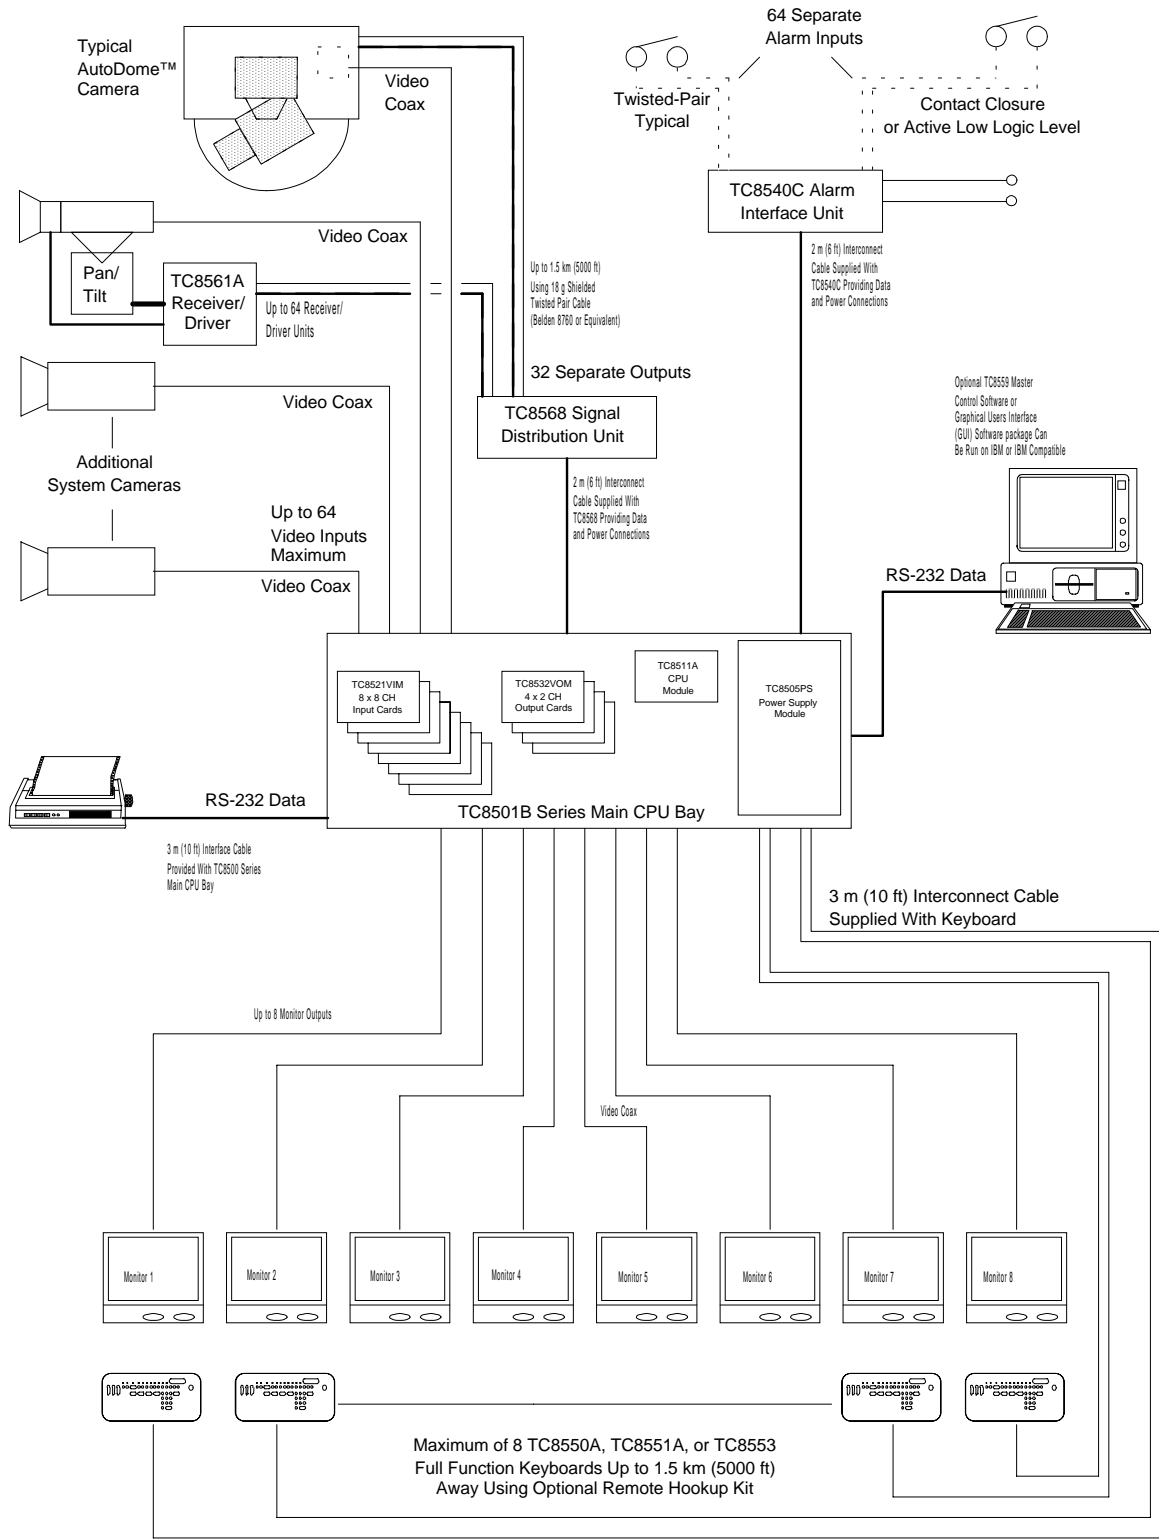 64 Separate
Alarm Inputs
Typical
AutoDome™
Camera
Video
Coax
Twisted-Pair
Typical
Contact Closure
or Active Low Logic Level
TC8540C Alarm
Interface Unit
Video Coax
2 m (6 ft) Interconnect
Cable Supplied With
TC8540C Providing Data
and Power Connections
Pan/
Tilt
TC8561A
Receiver/
Driver
Up to 64 Receiver/
Driver Units
Up to 1.5 km (5000 ft)
Using 18 g Shielded
Twisted Pair Cable
(Belden 8760 or Equivalent)
32 Separate Outputs
Video Coax
TC8568 Signal
Distribution Unit
Optional TC8559 Master
Control Software or
Graphical Users Interface
(GUI) Software package Can
Be Run on IBM or IBM Compatible
Additional
System Cameras
2 m (6 ft) Interconnect
Cable Supplied With
TC8568 Providing Data
and Power Connections
Up to 64
Video Inputs
Maximum
Video Coax
RS-232 Data
TC8521VIM
8 x 8 CH
Input Cards
TC8532VOM
4 x 2 CH
Output Cards
TC8511A
CPU
Module
TC8505PS
Power Supply
Module
RS-232 Data
TC8501B Series Main CPU Bay
3 m (10 ft) Interface Cable
Provided With TC8500 Series
Main CPU Bay
3 m (10 ft) Interconnect Cable
Supplied With Keyboard
Up to 8 Monitor Outputs
Video Coax
Monitor 1
Monitor 2
Monitor 3
Monitor 4
Monitor 5
Monitor 6
Monitor 7
Monitor 8
Maximum of 8 TC8550A, TC8551A, or TC8553
Full Function Keyboards Up to 1.5 km (5000 ft)
Away Using Optional Remote Hookup Kit